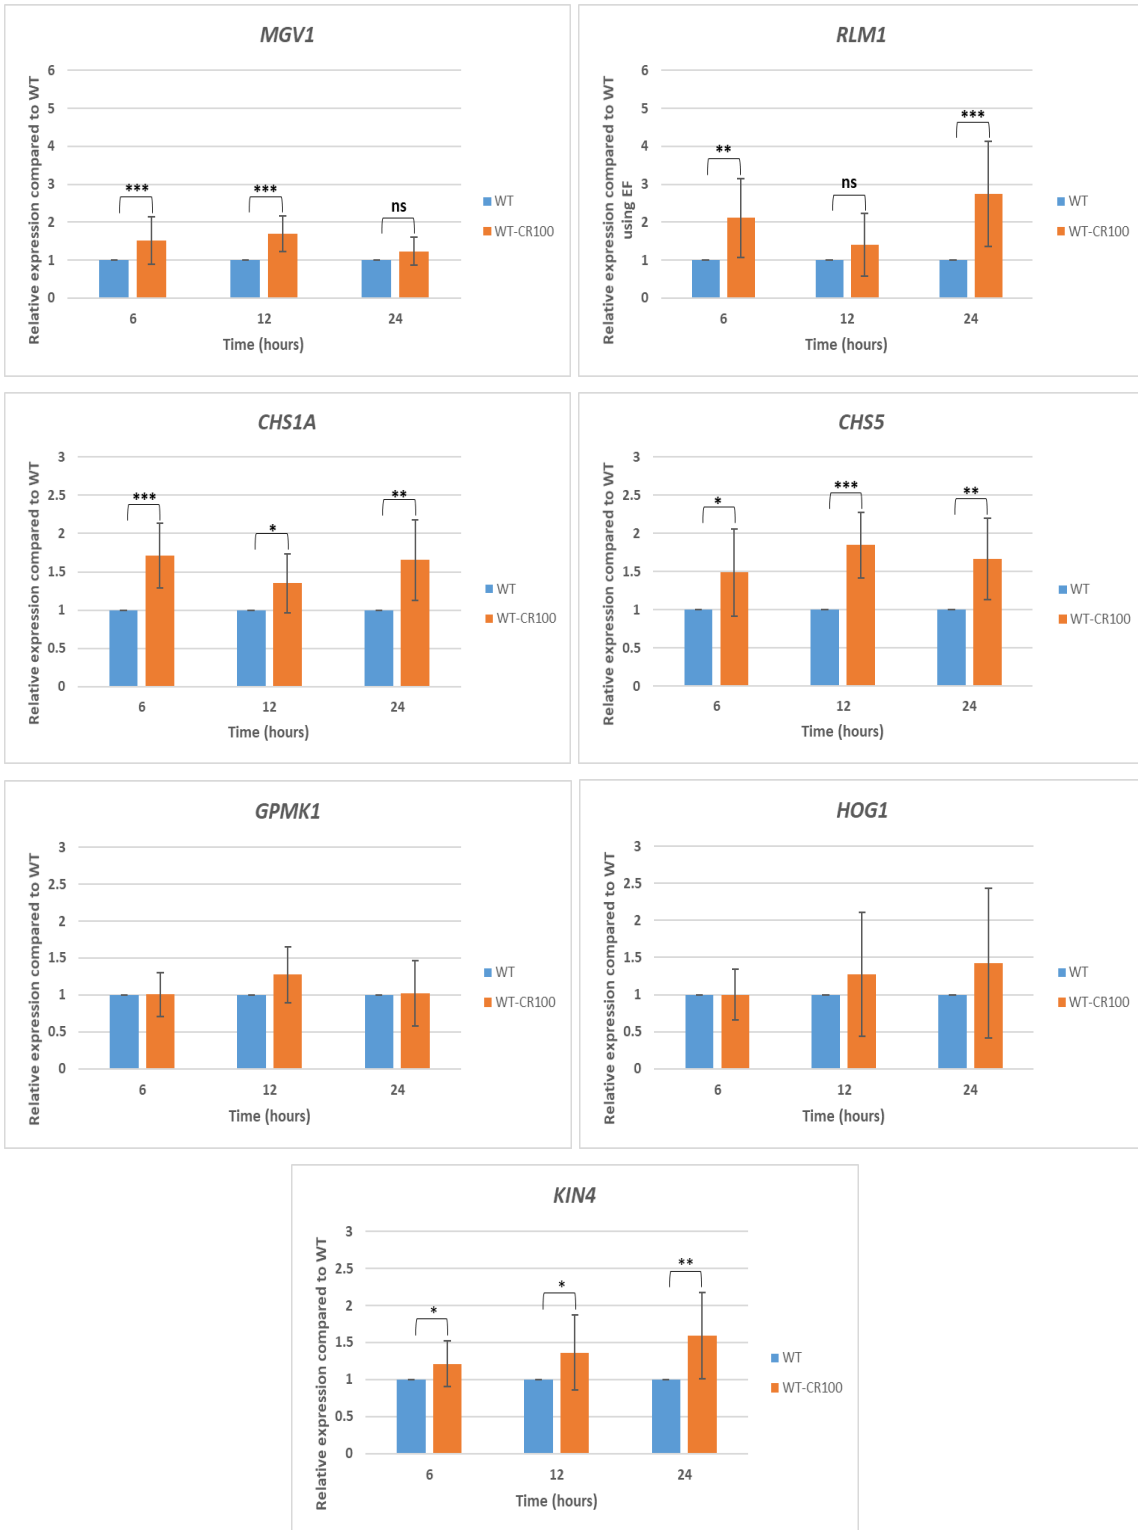 MGV1
Relative expression compared to WT
6
5
4
3
2
1
0
***
***
ns
6
12
24
Time (hours)
WT
WT-CR100
RLM1
Relative expression compared to WT
using EF
6
5
4
3
2
1
0
**
ns
***
6
12
24
Time (hours)
WT
WT-CR100
CHS1A
Relative expression compared to WT
3
2.5
2
1.5
1
0.5
0
***
*
**
6
12
24
Time (hours)
WT
WT-CR100
CHS5
Relative expression compared to WT
3
2.5
2
1.5
1
0.5
0
*
***
**
6
12
24
Time (hours)
WT
WT-CR100
GPMK1
Relative expression compared to WT
3
2.5
2
1.5
1
0.5
0
6
12
24
Time (hours)
WT
WT-CR100
HOG1
Relative expression compared to WT
3
2.5
2
1.5
1
0.5
0
6
12
24
Time (hours)
WT
WT-CR100
KIN4
Relative expression compared to WT
3
2.5
2
1.5
1
0.5
0
*
*
**
6
12
24
Time (hours)
WT
WT-CR100